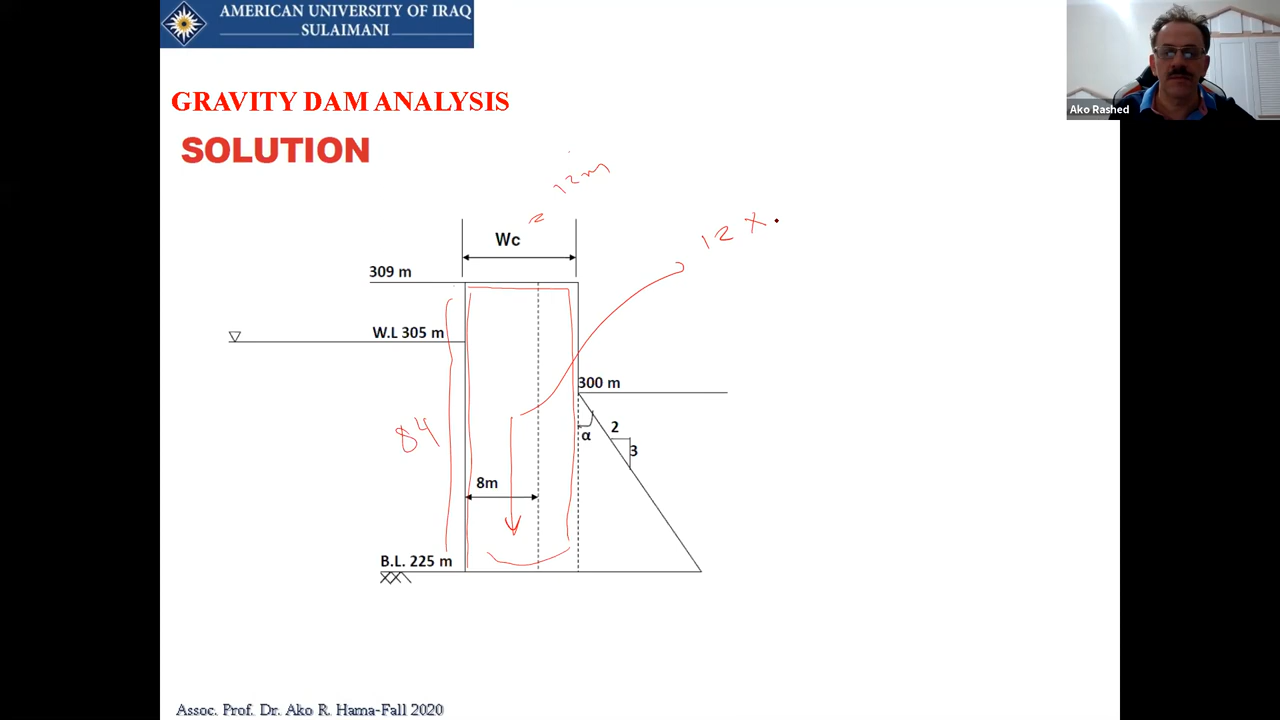 AMERICAN UNIVERSITY OF IRAQ
SULAIMANI
Ako Rashed
GRAVITY DAM ANALYSIS
SOLUTION
12m
12 X
Wc
309 m
W.L 305 m
300 m
84
α
2
3
8m
B.L. 225 m
Assoc. Prof. Dr. Ako R. Hama-Fall 2020